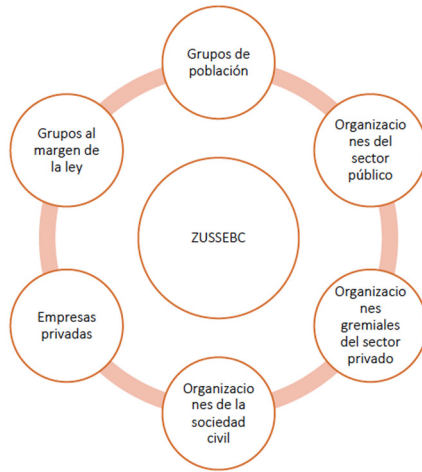 Grupos de
población
Organizacio
nes del
sector
público
Organizacio
nes
gremiales
del sector
privado
Organizacio
nes de la
sociedad
civil
Empresas
privadas
Grupos al
margen de
la ley
ZUSSEBC